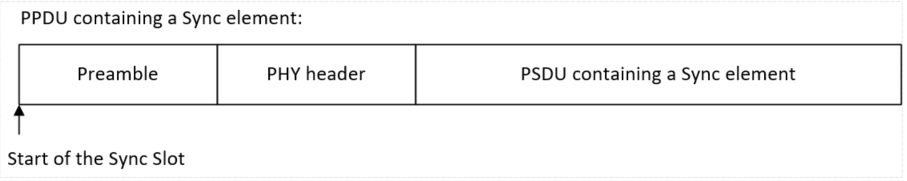 PPDU containing a Sync element:
Preamble PHY header PSDU containing a Sync element
Start of the Sync Slot